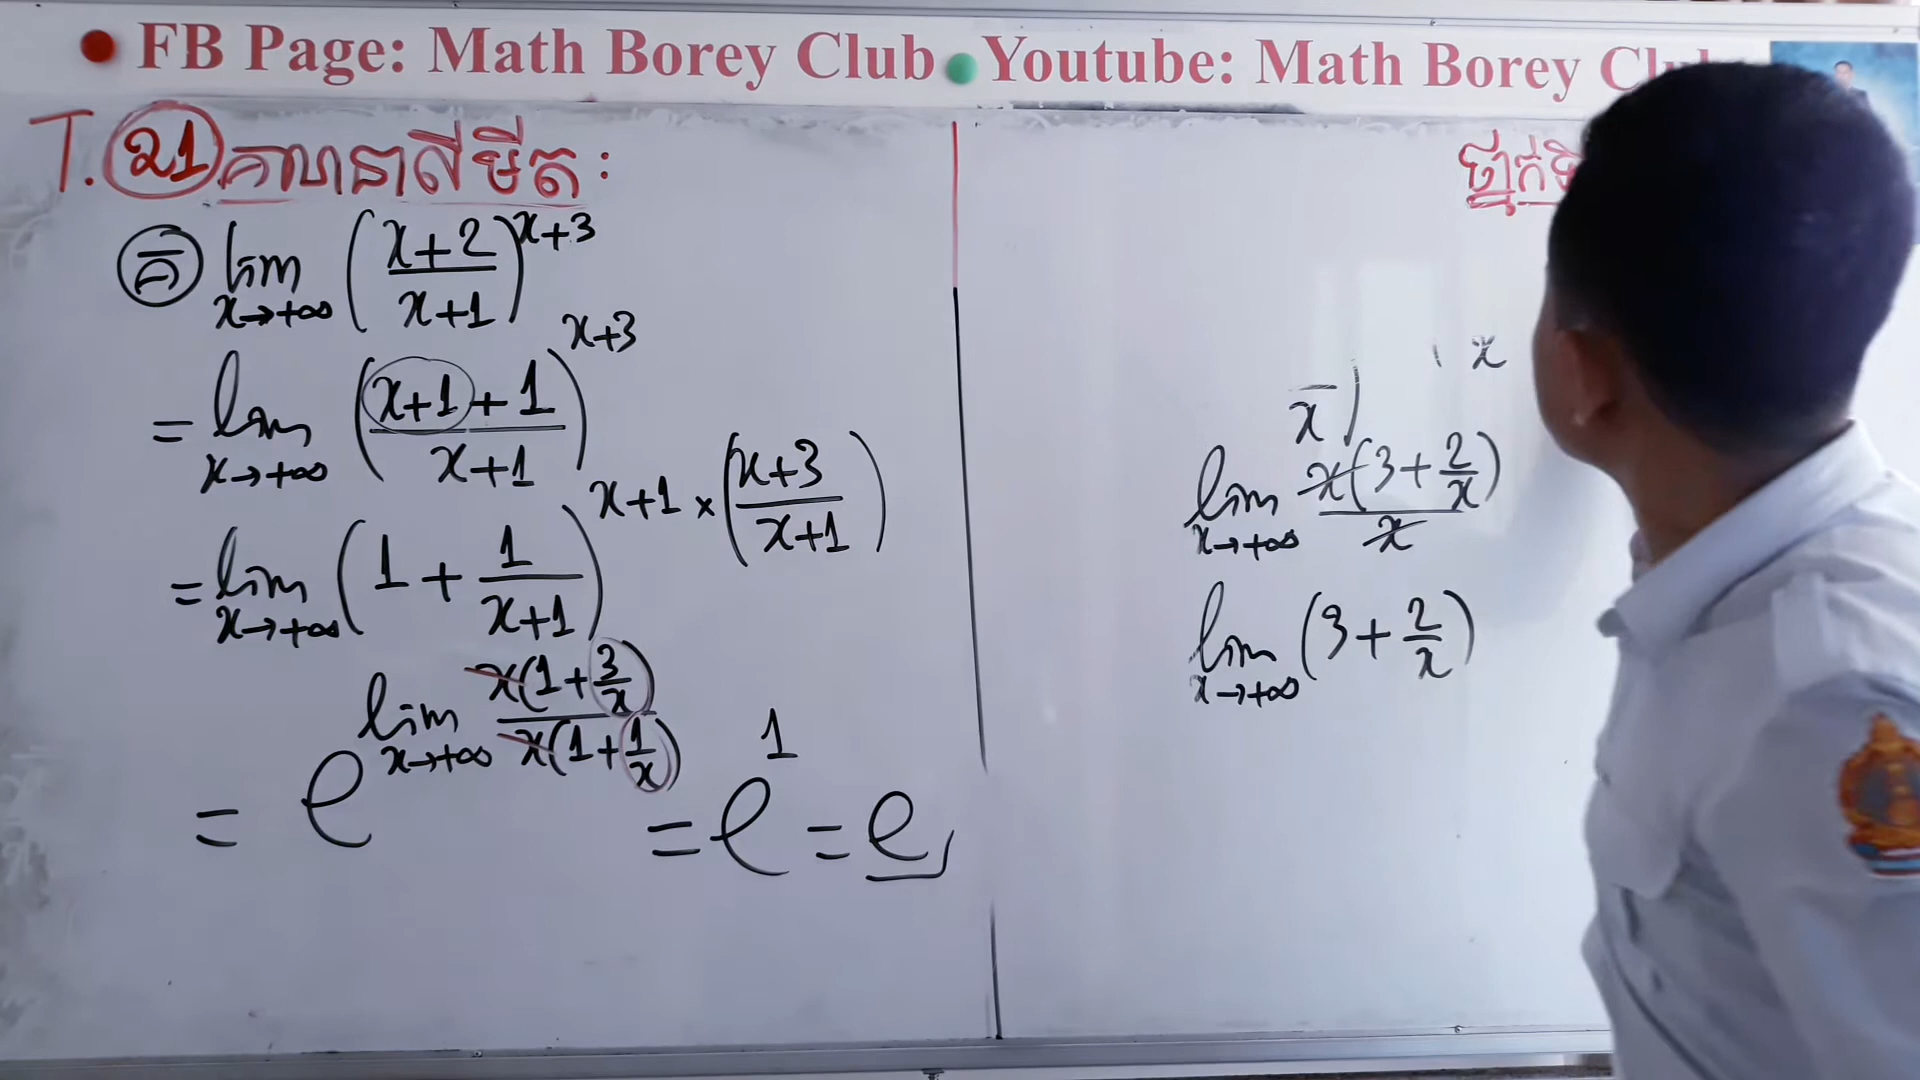 FB Page: Math Borey Club Youtube: Math Borey
T. 21 គណនាលីមីត :
គ lim x→+∞ ((x+2)/(x+1))^(x+3)
= lim x→+∞ ((x+1+1)/(x+1))^(x+3)
= lim x→+∞ (1 + 1/(x+1))^(x+1 × ((x+3)/(x+1)))
= e^(lim x→+∞ (x(1+3/x))/(x(1+1/x))) = e^1 = e
x
x
lim x→+∞ (x(3+2/x))/x
lim x→+∞ (3+2/x)